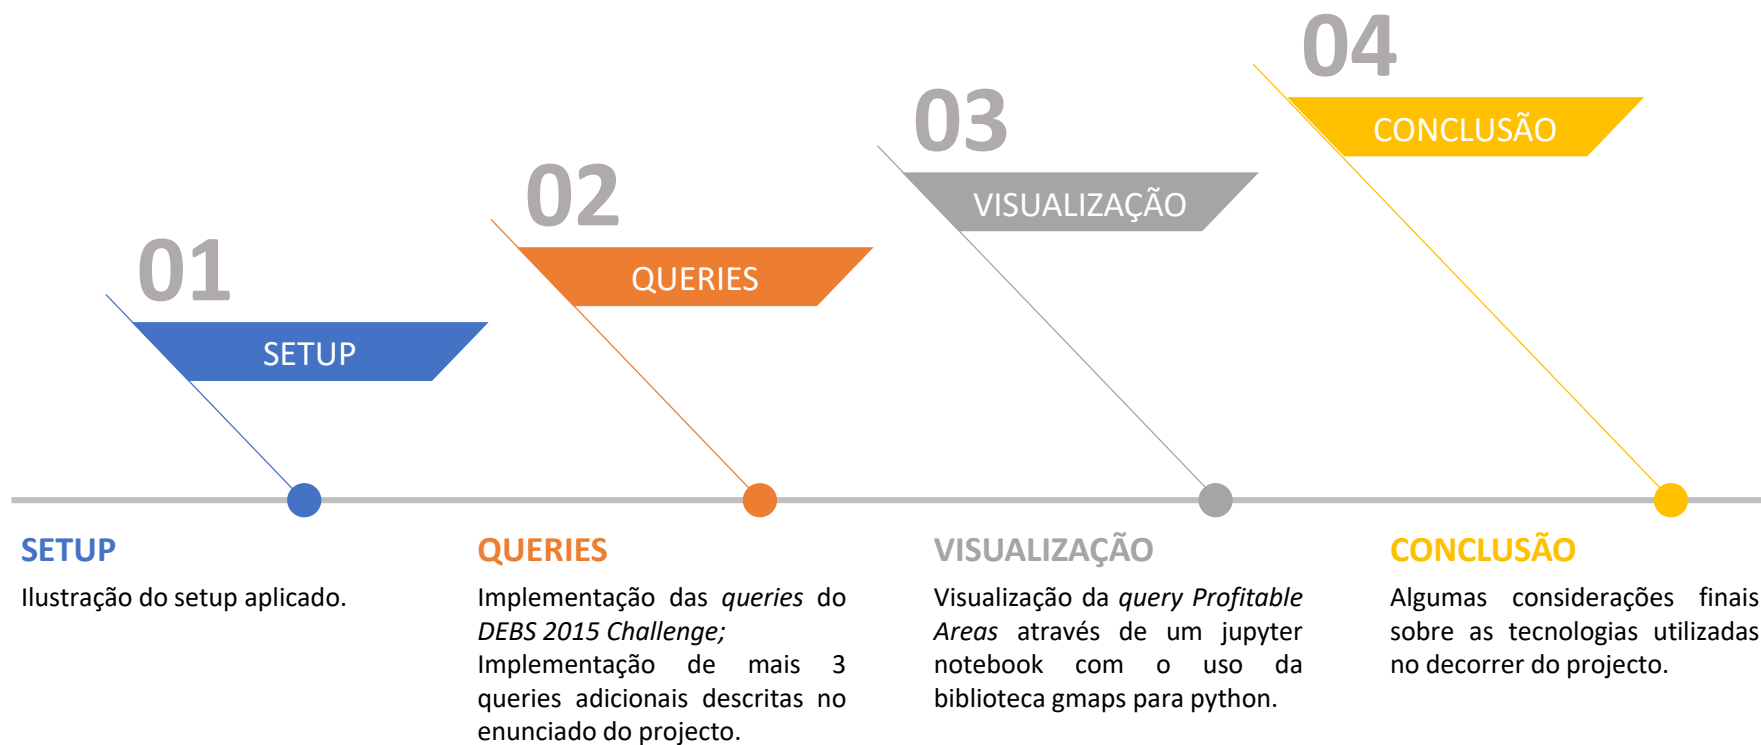 01
SETUP
02
QUERIES
03
VISUALIZAÇÃO
04
CONCLUSÃO
SETUP
Ilustração do setup aplicado.
QUERIES
Implementação das queries do
DEBS 2015 Challenge;
Implementação de mais 3
queries adicionais descritas no
enunciado do projecto.
VISUALIZAÇÃO
Visualização da query Profitable
Areas através de um jupyter
notebook com o uso da
biblioteca gmaps para python.
CONCLUSÃO
Algumas considerações finais
sobre as tecnologias utilizadas
no decorrer do projecto.